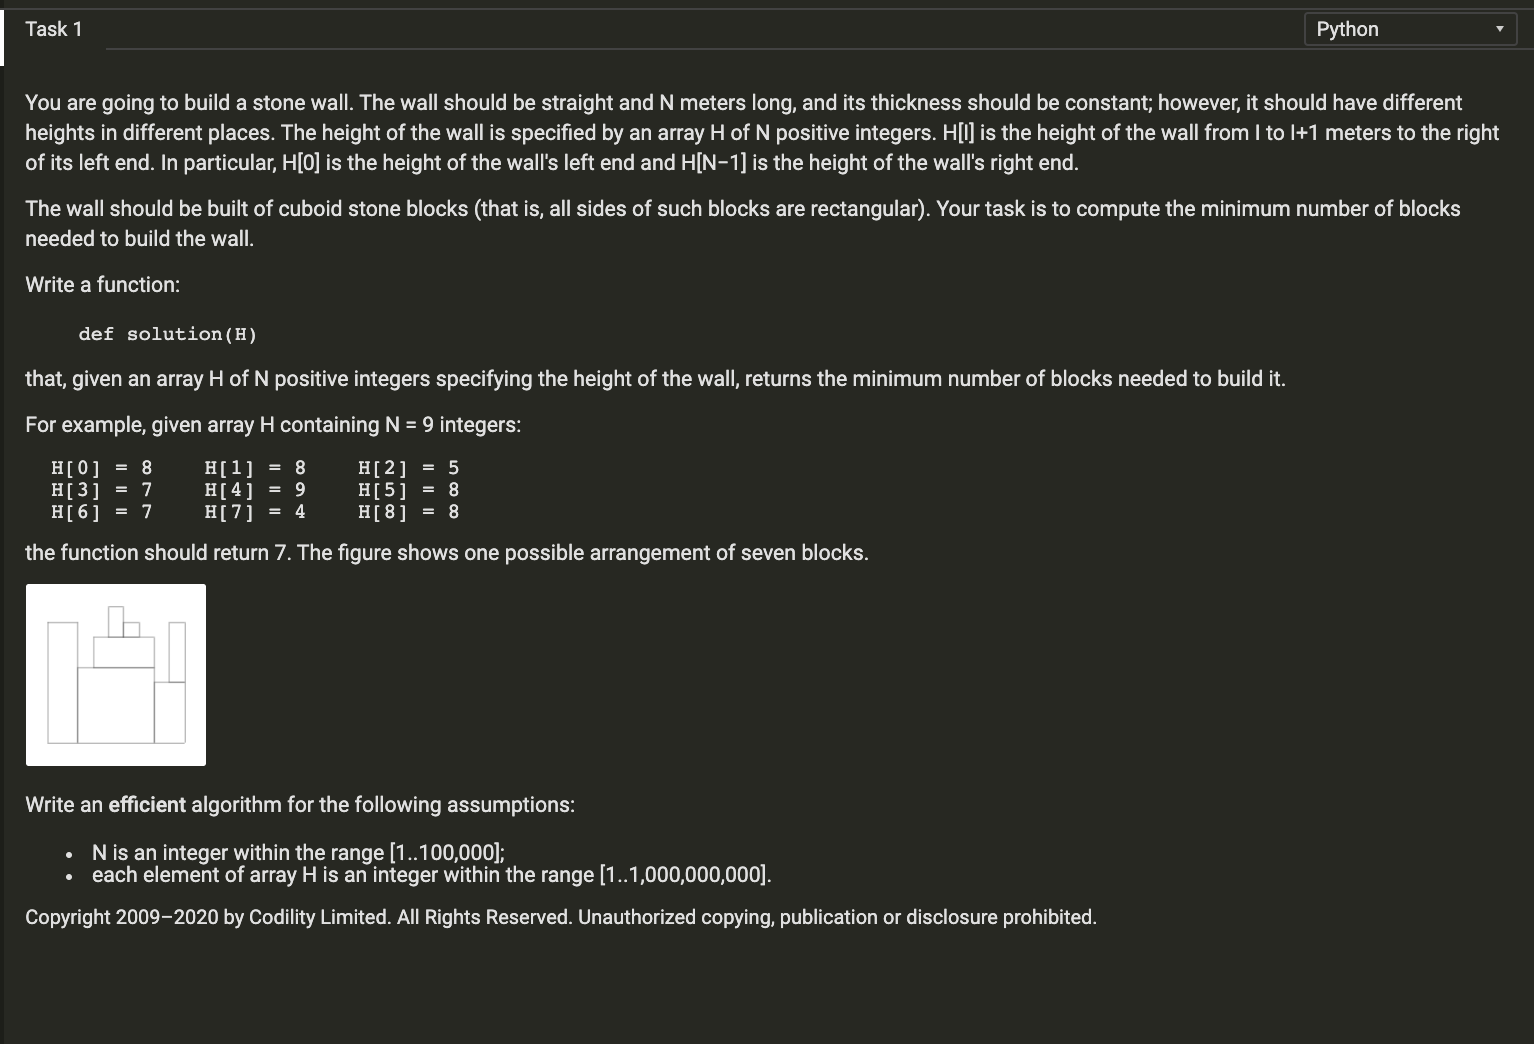 Task 1
Python
You are going to build a stone wall. The wall should be straight and N meters long, and its thickness should be constant; however, it should have different
heights in different places. The height of the wall is specified by an array H of N positive integers. H[I] is the height of the wall from I to I+1 meters to the right
of its left end. In particular, H[0] is the height of the wall's left end and H[N−1] is the height of the wall's right end.
The wall should be built of cuboid stone blocks (that is, all sides of such blocks are rectangular). Your task is to compute the minimum number of blocks
needed to build the wall.
Write a function:
def solution(H)
that, given an array H of N positive integers specifying the height of the wall, returns the minimum number of blocks needed to build it.
For example, given array H containing N = 9 integers:
H[0] = 8 H[1] = 8 H[2] = 5
H[3] = 7 H[4] = 9 H[5] = 8
H[6] = 7 H[7] = 4 H[8] = 8
the function should return 7. The figure shows one possible arrangement of seven blocks.
Write an efficient algorithm for the following assumptions:
• N is an integer within the range [1..100,000];
• each element of array H is an integer within the range [1..1,000,000,000].
Copyright 2009–2020 by Codility Limited. All Rights Reserved. Unauthorized copying, publication or disclosure prohibited.